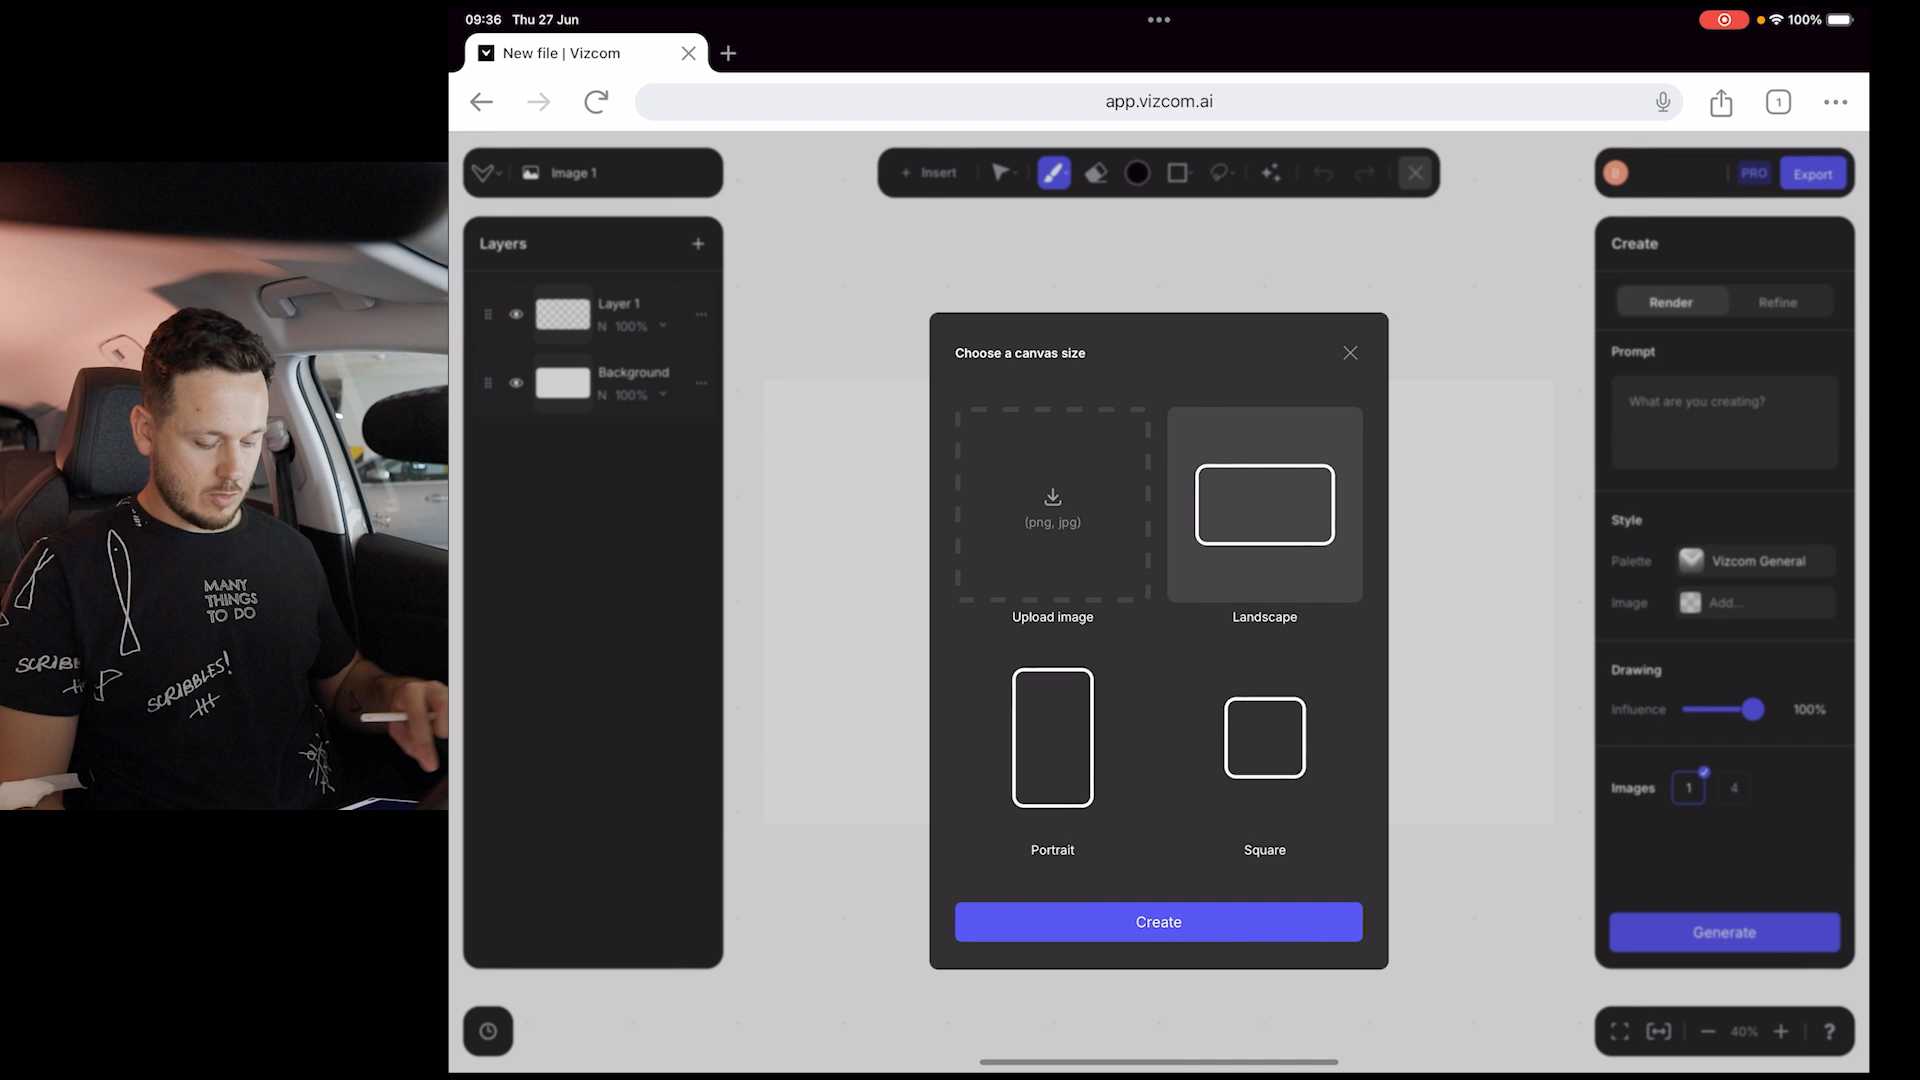 09:36 Thu 27 Jun
100%
New file | Vizcom
app.vizcom.ai
1
Image 1
Insert
B
PRO
Export
Layers
Layer 1
N 100%
Background
N 100%
Choose a canvas size
(png, jpg)
Upload image
Landscape
Portrait
Square
Create
Create
Render
Refine
Prompt
What are you creating?
Style
Palette
Vizcom General
Image
Add...
Drawing
Influence
100%
Images
1
4
Generate
40%
?
MANY
THINGS
TO DO
SCRIBBLES!